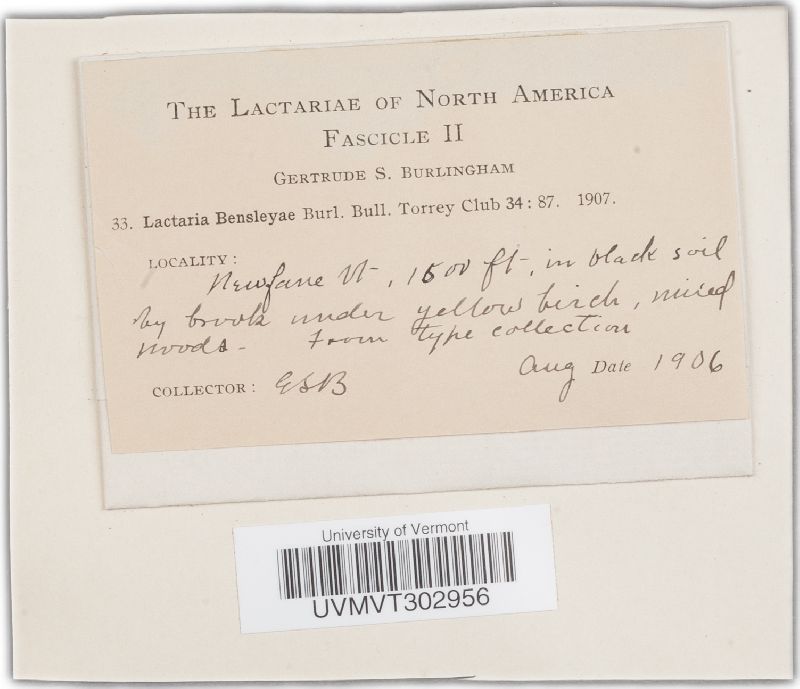 THE LACTARIAE OF NORTH AMERICA
FASCICLE II
GERTRUDE S. BURLINGHAM
33. Lactaria Bensleyae Burl. Bull. Torrey Club 34: 87. 1907.
LOCALITY:
Newfane Vt, 1500 ft, in black soil
by brook under yellow birch, mixed
woods - From type collection
Aug Date 1906
COLLECTOR: GSB
University of Vermont
UVMVT302956